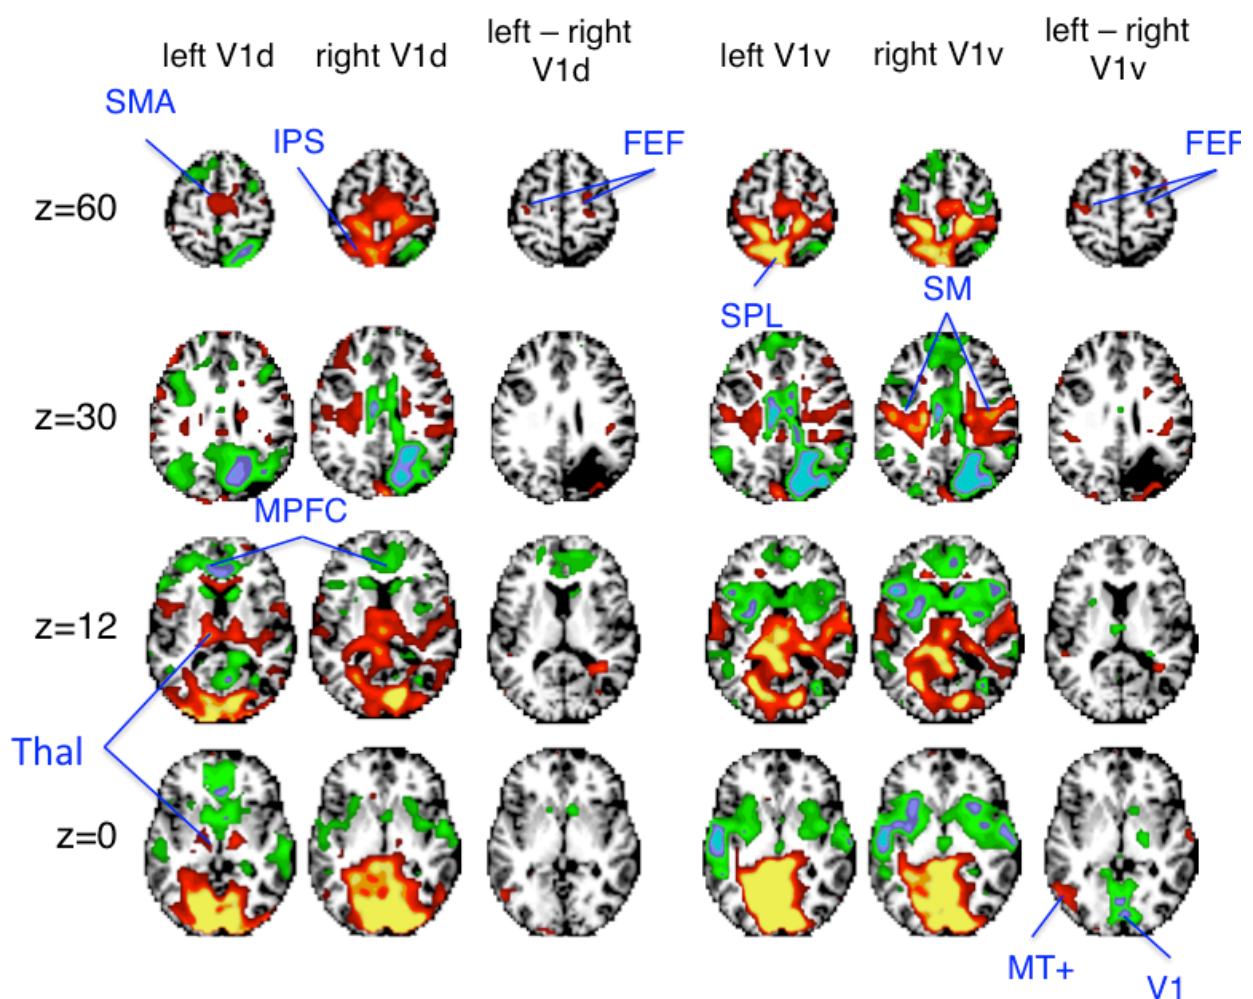 left V1d
right V1d
left – right
V1d
left V1v
right V1v
left – right
V1v
SMA
IPS
FEF
FEF
z=60
SPL
SM
z=30
MPFC
z=12
Thal
z=0
MT+
V1